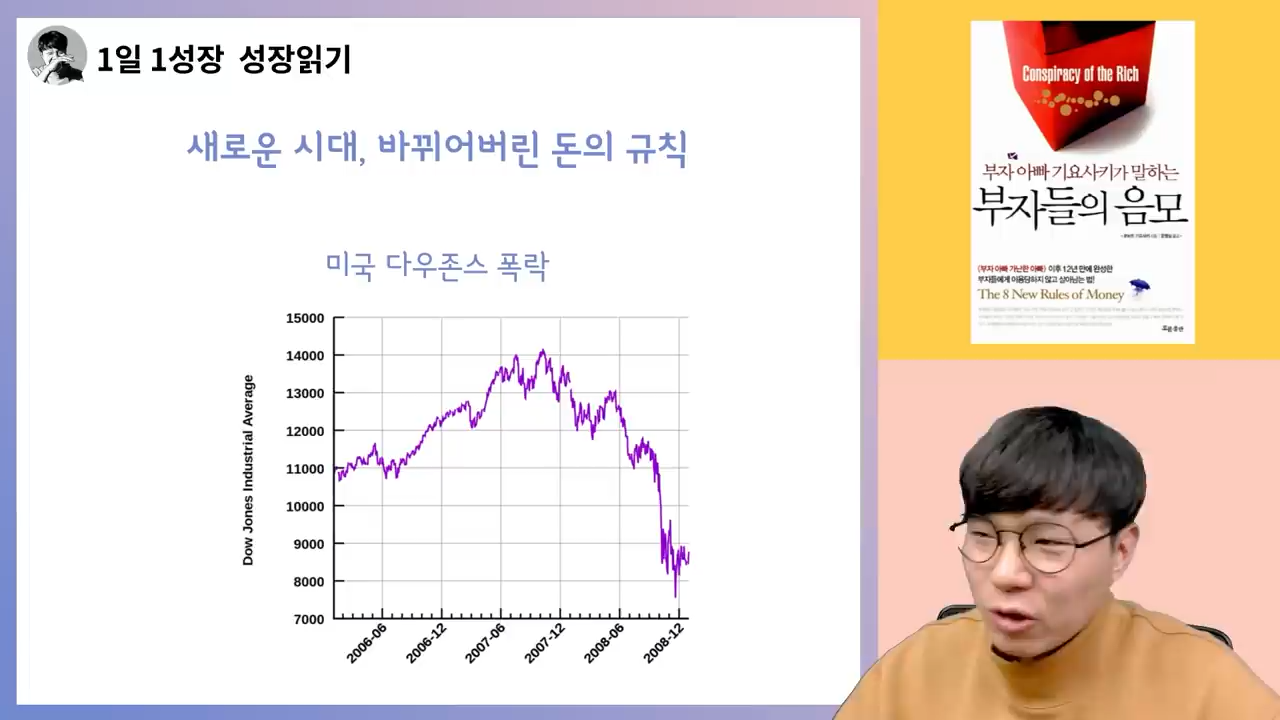 1일 1성장 성장읽기
새로운 시대, 바뀌어버린 돈의 규칙
미국 다우존스 폭락
Dow Jones Industrial Average
15000
14000
13000
12000
11000
10000
9000
8000
7000
2006-06
2006-12
2007-06
2007-12
2008-06
2008-12
Conspiracy of the Rich
부자 아빠 기요사키가 말하는
부자들의 음모
《부자 아빠 가난한 아빠》 이후 12년 만에 완성한
부자들에게 이용당하지 않고 살아남는 법!
The 8 New Rules of Money